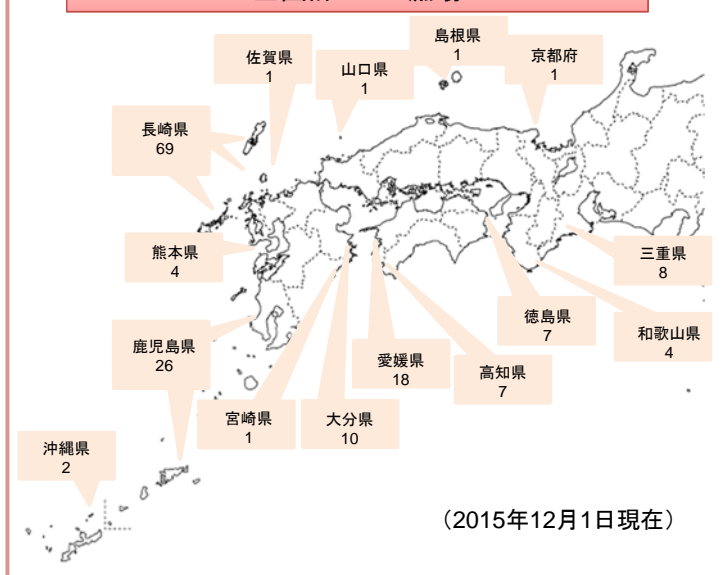 島根県
1
佐賀県
1
山口県
1
京都府
1
長崎県
69
熊本県
4
三重県
8
鹿児島県
26
徳島県
7
和歌山県
4
愛媛県
18
高知県
7
宮崎県
1
大分県
10
沖縄県
2
（2015年12月1日現在）